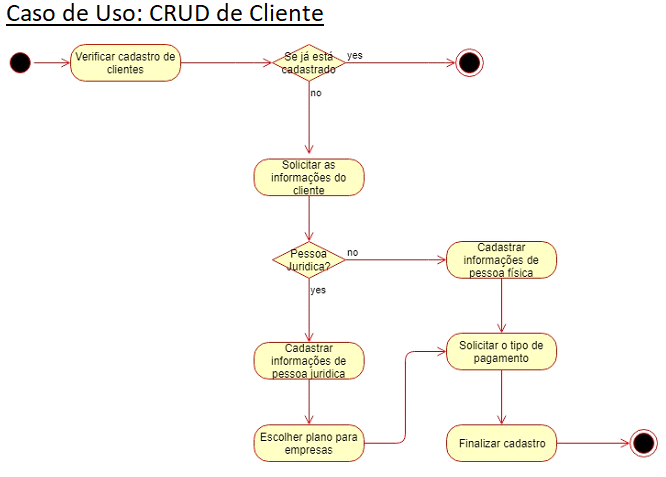 Caso de Uso: CRUD de Cliente
Verificar cadastro de
clientes
Se já está
cadastrado
yes
no
Solicitar as
informações do
cliente
Pessoa
Juridica?
no
yes
Cadastrar
informações de
pessoa física
Cadastrar
informações de
pessoa juridica
Solicitar o tipo de
pagamento
Escolher plano para
empresas
Finalizar cadastro